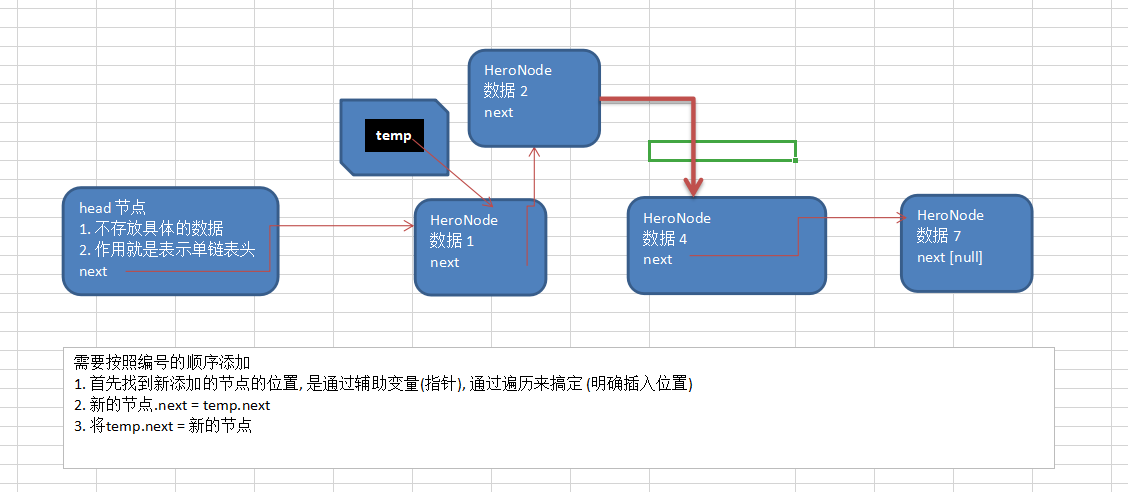 HeroNode
数据 2
next
temp
head 节点
1. 不存放具体的数据
2. 作用就是表示单链表头
next
HeroNode
数据 1
next
HeroNode
数据 4
next
HeroNode
数据 7
next [null]
需要按照编号的顺序添加
1. 首先找到新添加的节点的位置, 是通过辅助变量(指针), 通过遍历来搞定 (明确插入位置)
2. 新的节点.next = temp.next
3. 将temp.next = 新的节点